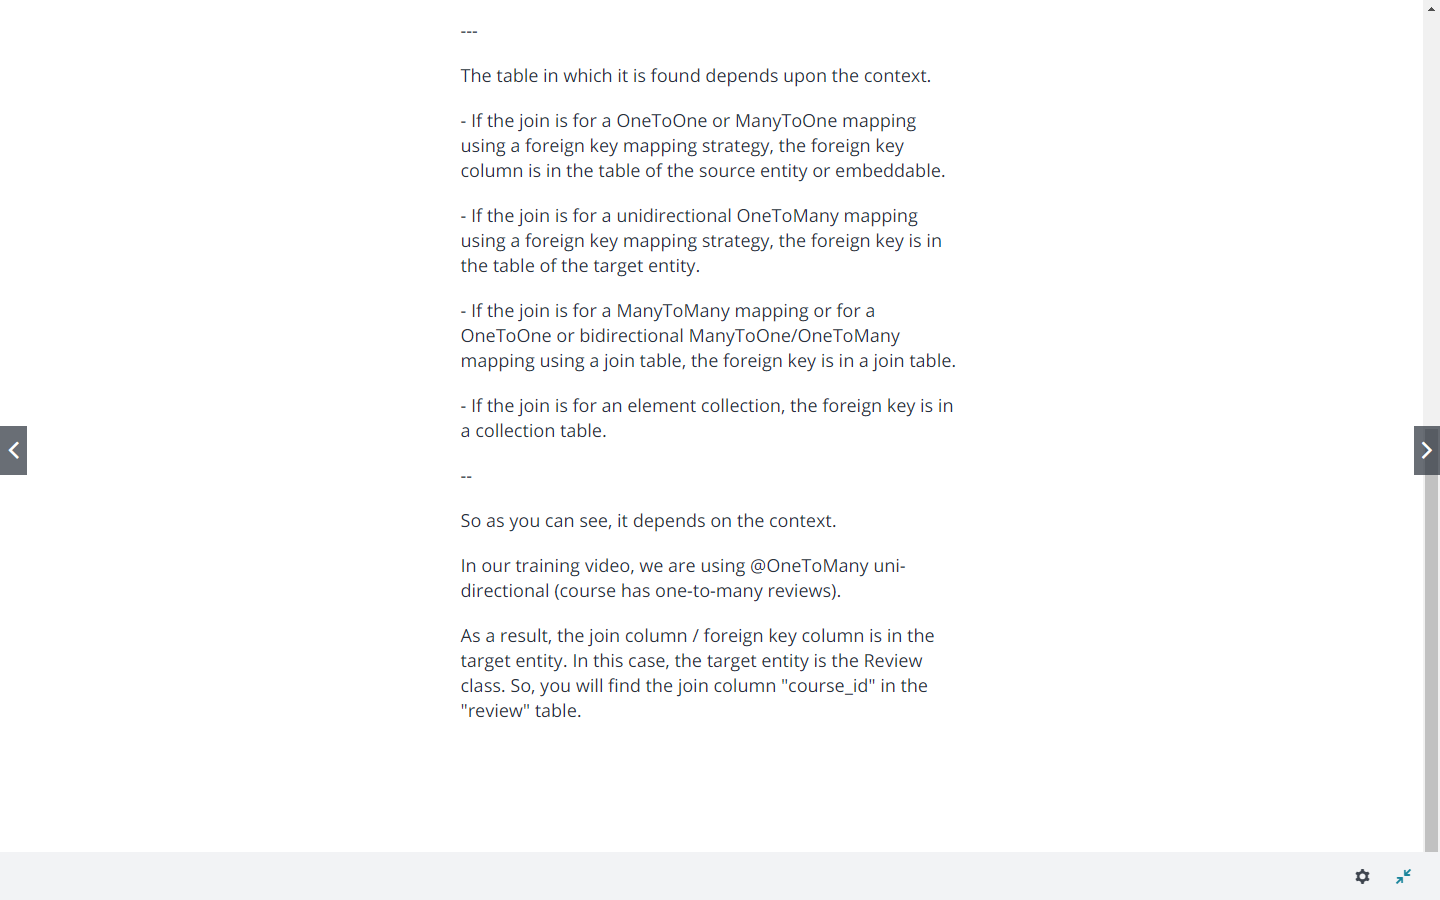 ---
The table in which it is found depends upon the context.
- If the join is for a OneToOne or ManyToOne mapping
using a foreign key mapping strategy, the foreign key
column is in the table of the source entity or embeddable.
- If the join is for a unidirectional OneToMany mapping
using a foreign key mapping strategy, the foreign key is in
the table of the target entity.
- If the join is for a ManyToMany mapping or for a
OneToOne or bidirectional ManyToOne/OneToMany
mapping using a join table, the foreign key is in a join table.
- If the join is for an element collection, the foreign key is in
a collection table.
--
So as you can see, it depends on the context.
In our training video, we are using @OneToMany uni-
directional (course has one-to-many reviews).
As a result, the join column / foreign key column is in the
target entity. In this case, the target entity is the Review
class. So, you will find the join column "course_id" in the
"review" table.